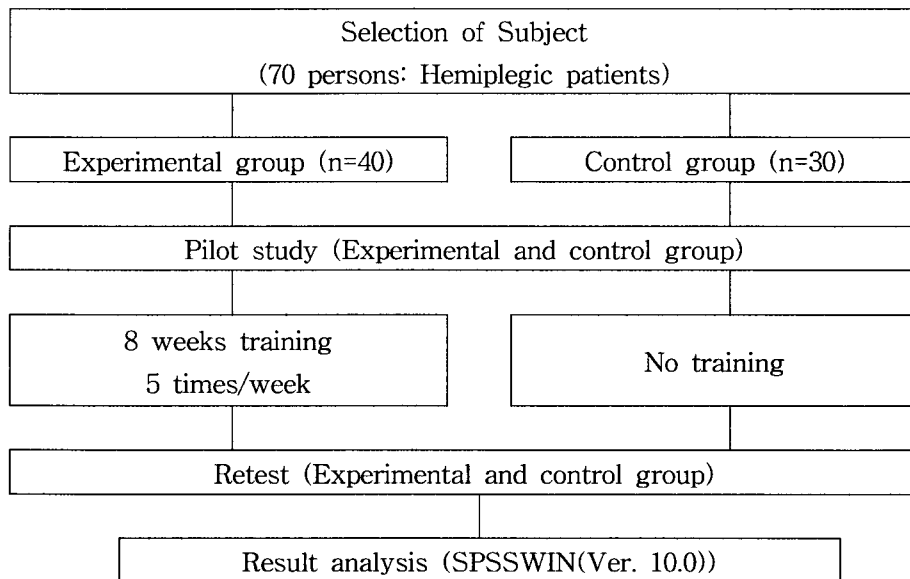 Selection of Subject
(70 persons: Hemiplegic patients)
Experimental group (n=40)
Control group (n=30)
Pilot study (Experimental and control group)
8 weeks training
5 times/week
No training
Retest (Experimental and control group)
Result analysis (SPSSWIN(Ver. 10.0))